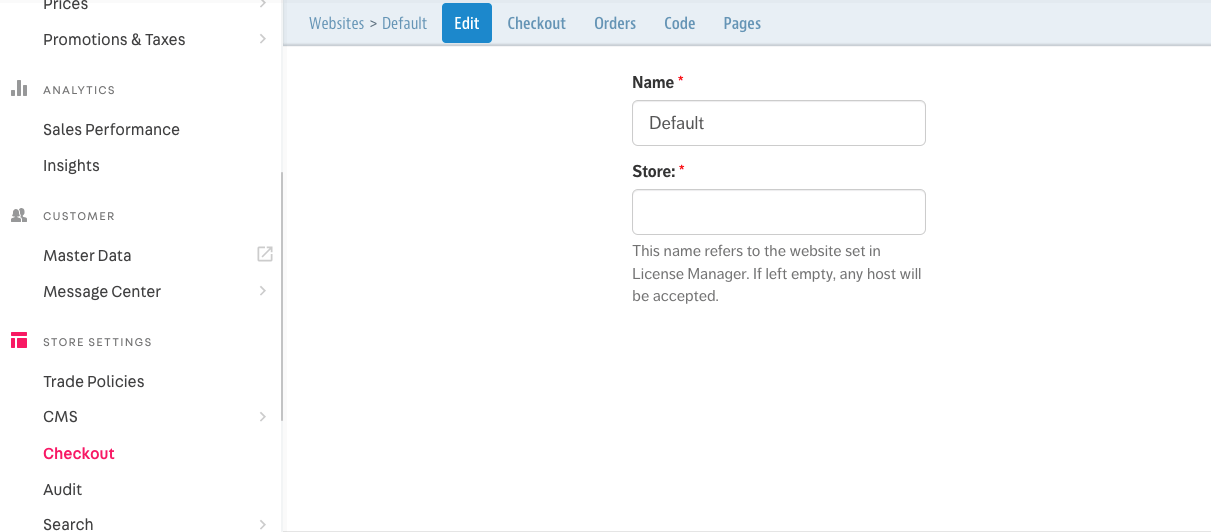 Prices
Promotions & Taxes
ANALYTICS
Sales Performance
Insights
CUSTOMER
Master Data
Message Center
STORE SETTINGS
Trade Policies
CMS
Checkout
Audit
Search
Websites > Default Edit Checkout Orders Code Pages
Name *
Default
Store: *
This name refers to the website set in
License Manager. If left empty, any host will
be accepted.